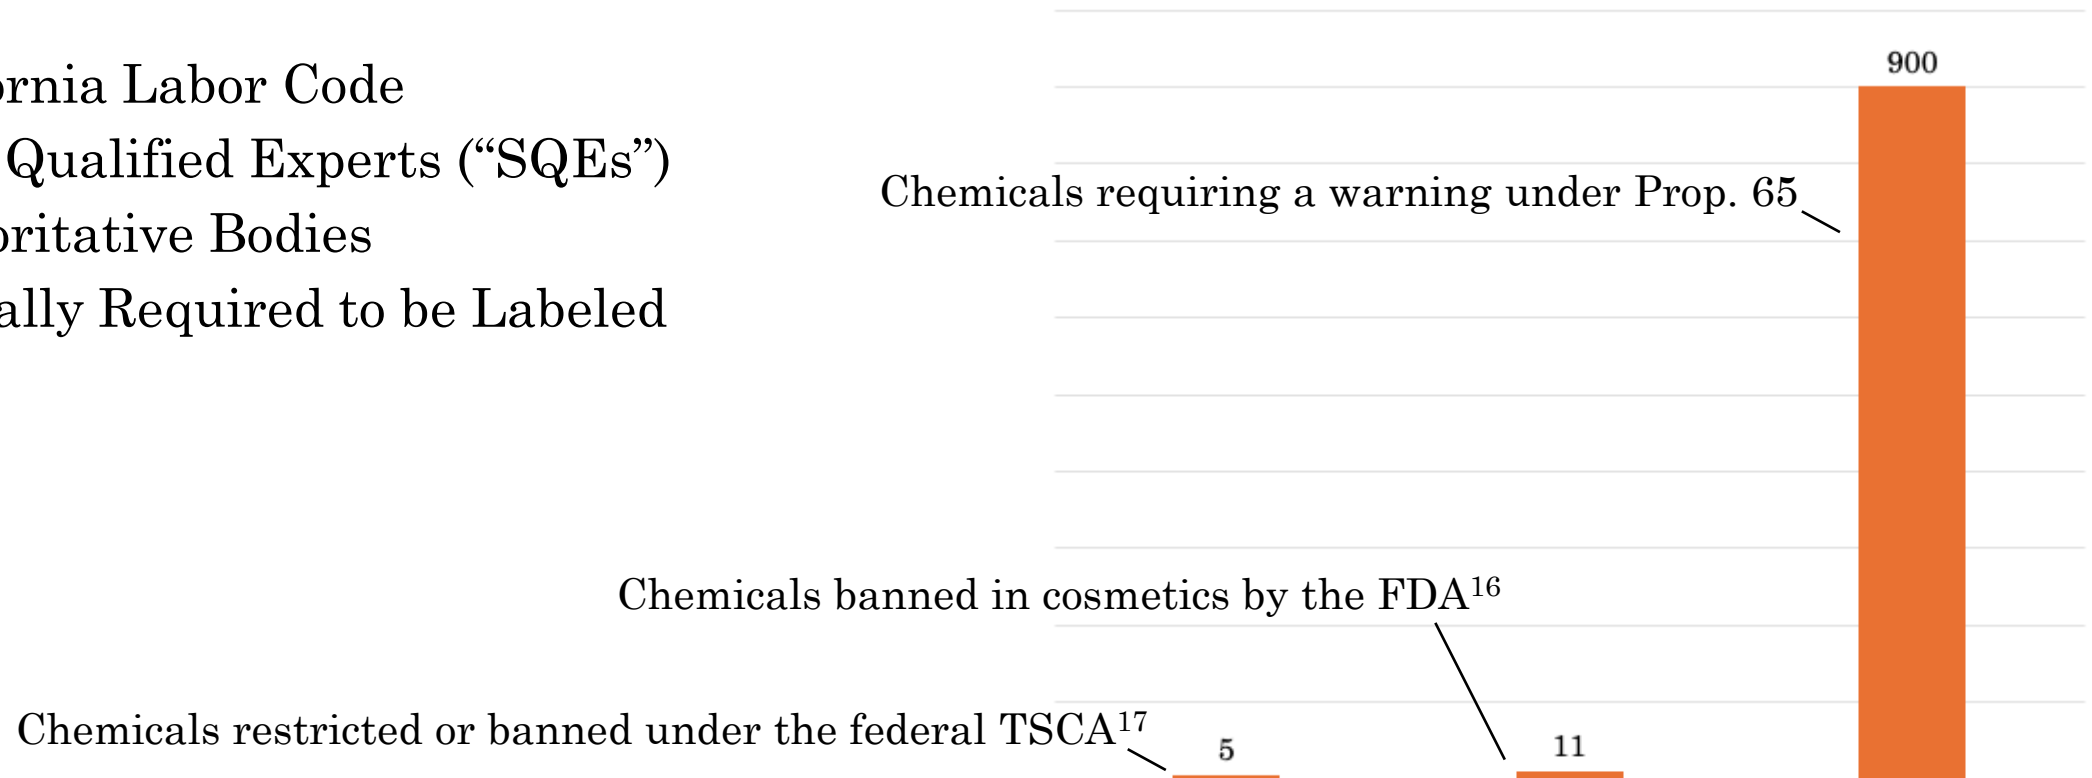 ornia Labor Code
Qualified Experts (“SQEs”)
oritative Bodies
ally Required to be Labeled
900
Chemicals requiring a warning under Prop. 65
Chemicals banned in cosmetics by the FDA¹⁶
Chemicals restricted or banned under the federal TSCA¹⁷
5
11